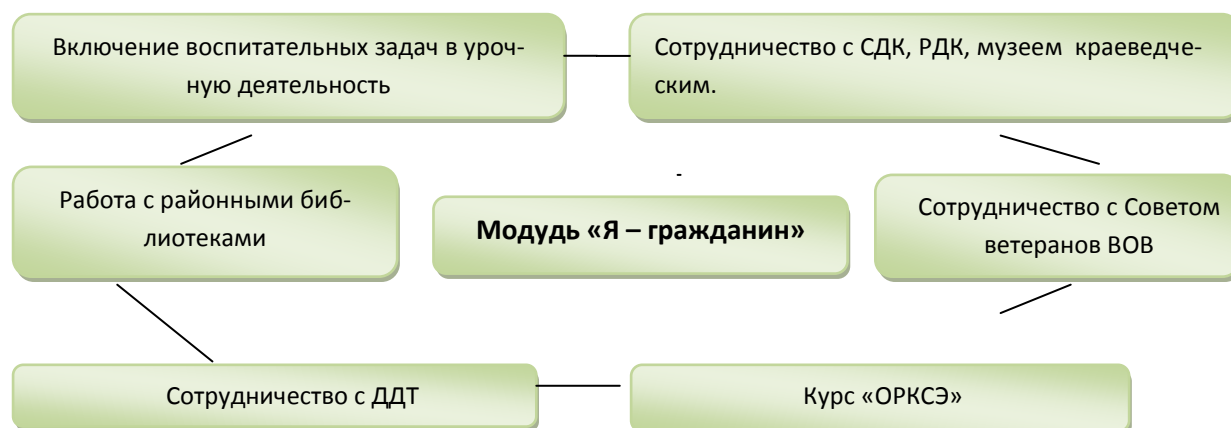 Включение воспитательных задач в уроч-
ную деятельность
Сотрудничество с СДК, РДК, музеем краеведче-
ским.
Работа с районными биб-
лиотеками
Модудь «Я – гражданин»
Сотрудничество с Советом
ветеранов ВОВ
Сотрудничество с ДДТ
Курс «ОРКСЭ»